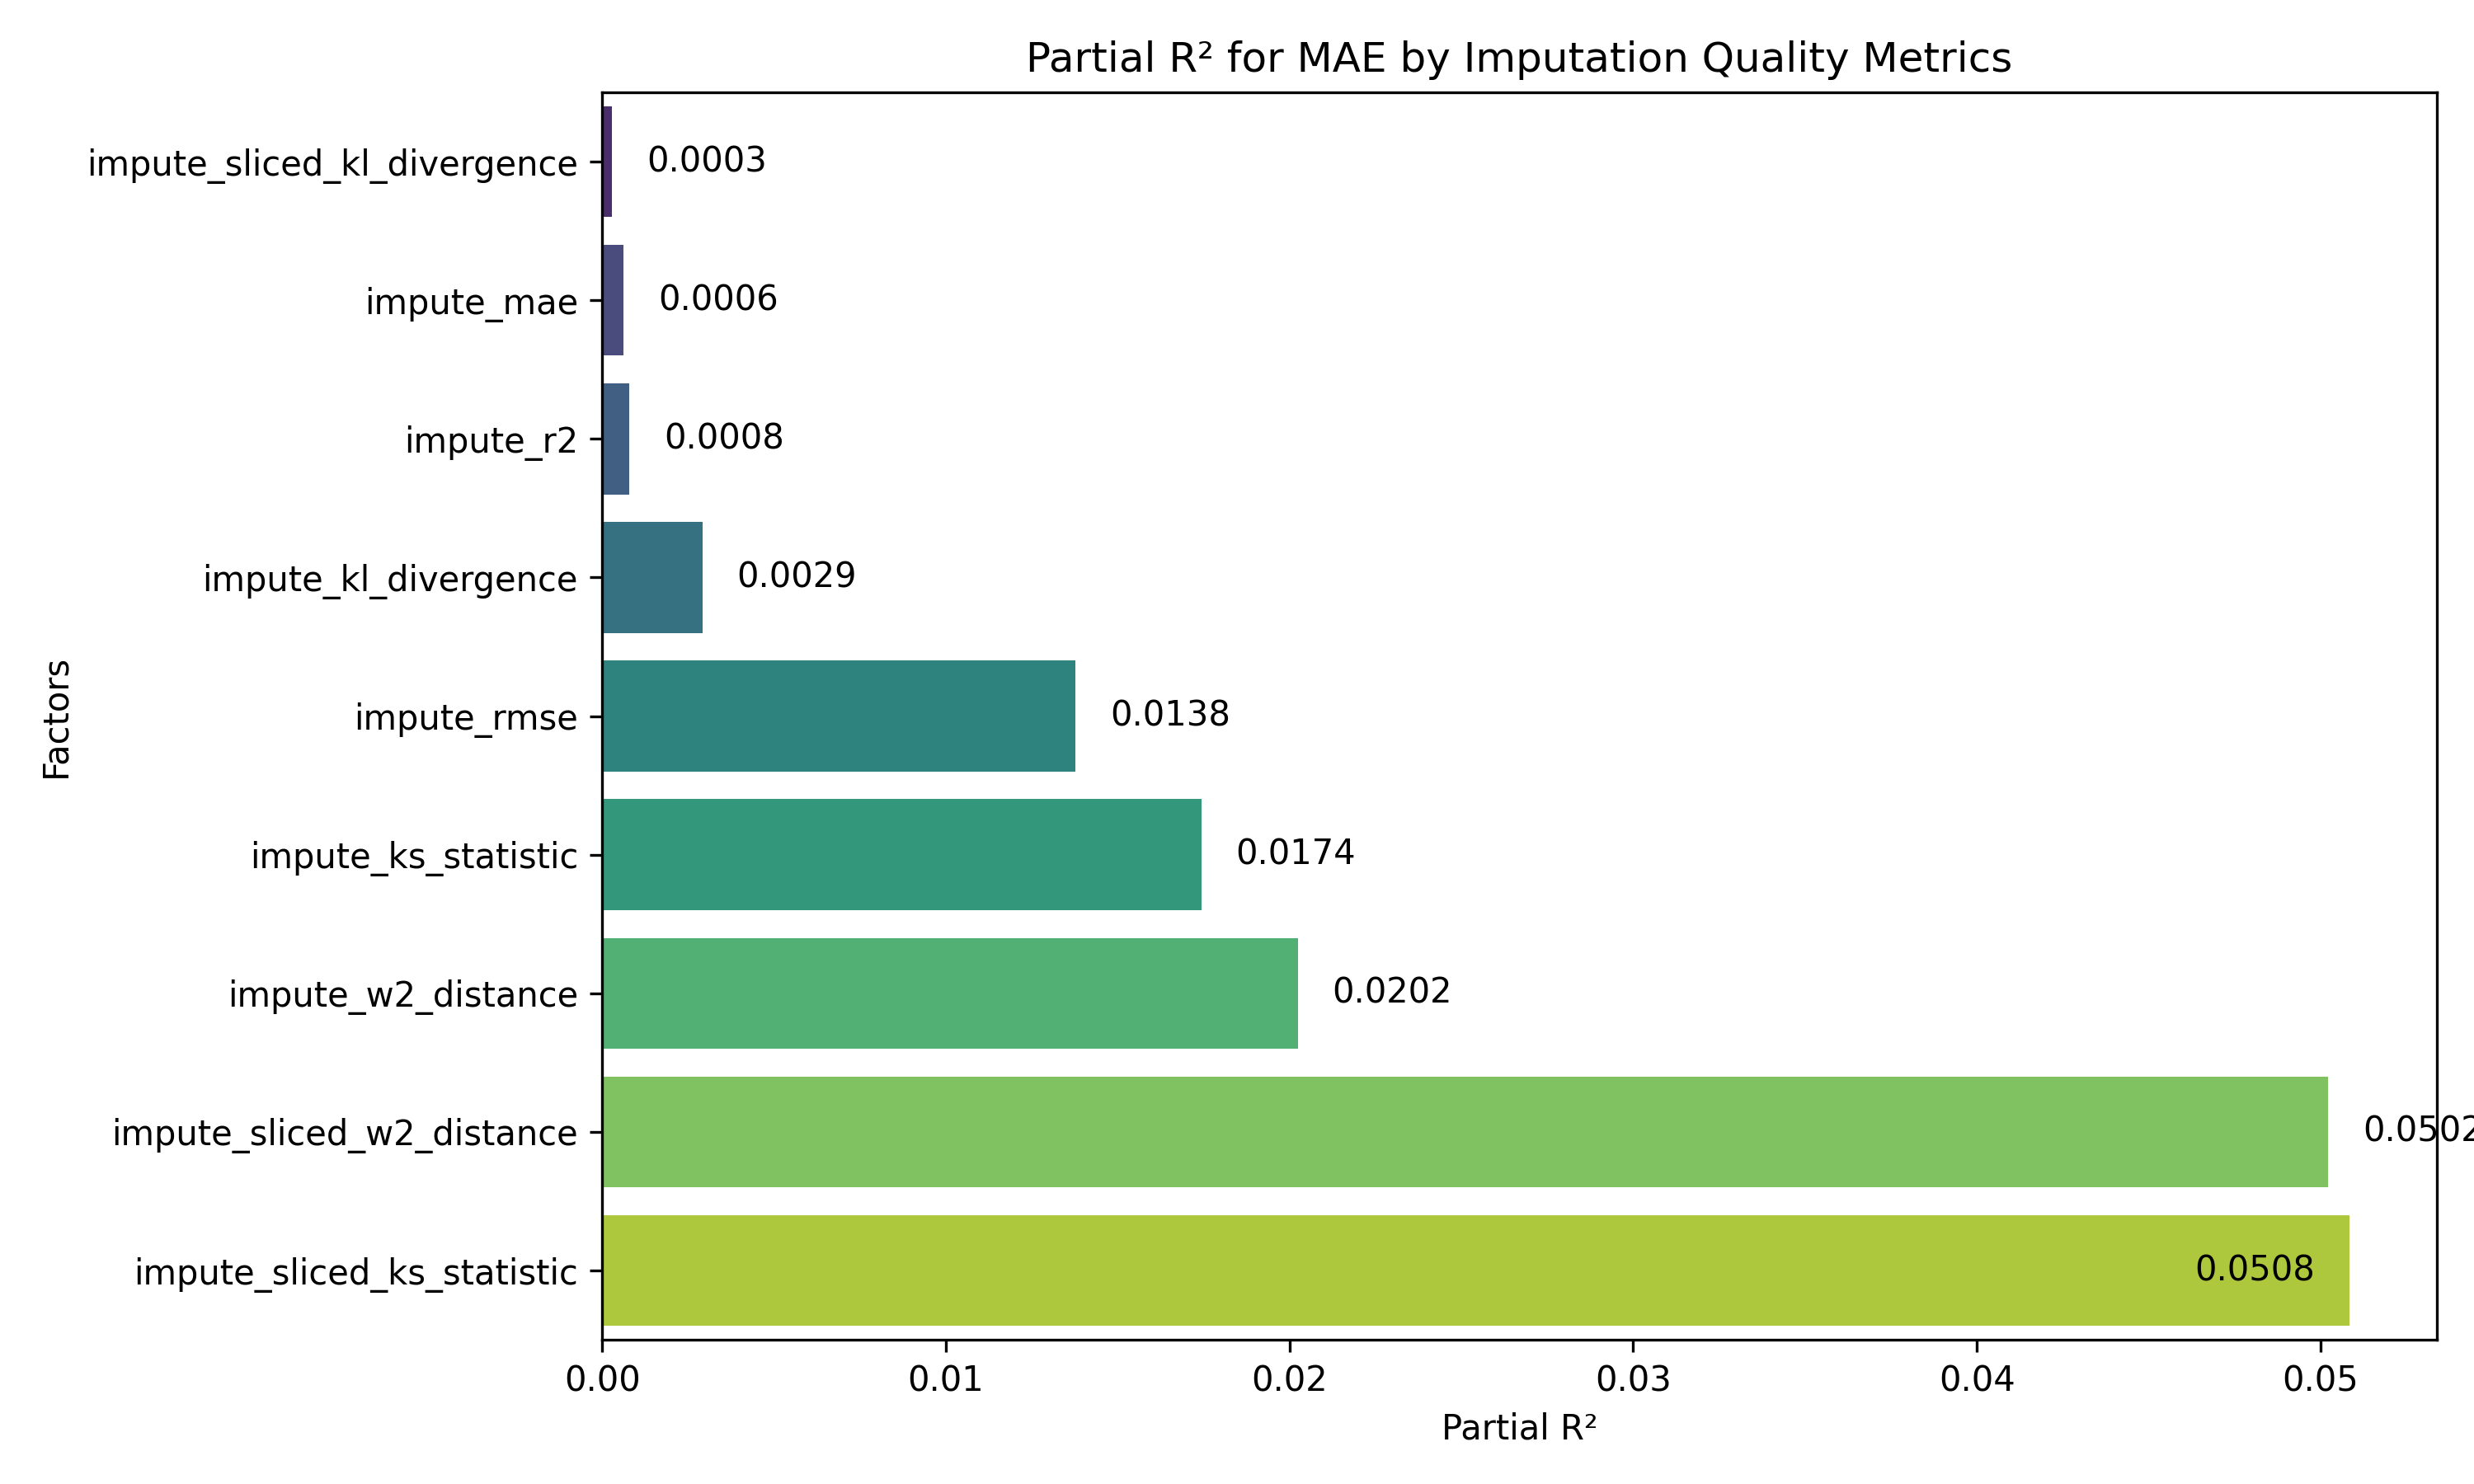 Partial R² for MAE by Imputation Quality Metrics
impute_sliced_kl_divergence 0.0003
impute_mae 0.0006
impute_r2 0.0008
impute_kl_divergence 0.0029
impute_rmse 0.0138
impute_ks_statistic 0.0174
impute_w2_distance 0.0202
impute_sliced_w2_distance 0.0502
impute_sliced_ks_statistic 0.0508
Factors
0.00 0.01 0.02 0.03 0.04 0.05
Partial R²